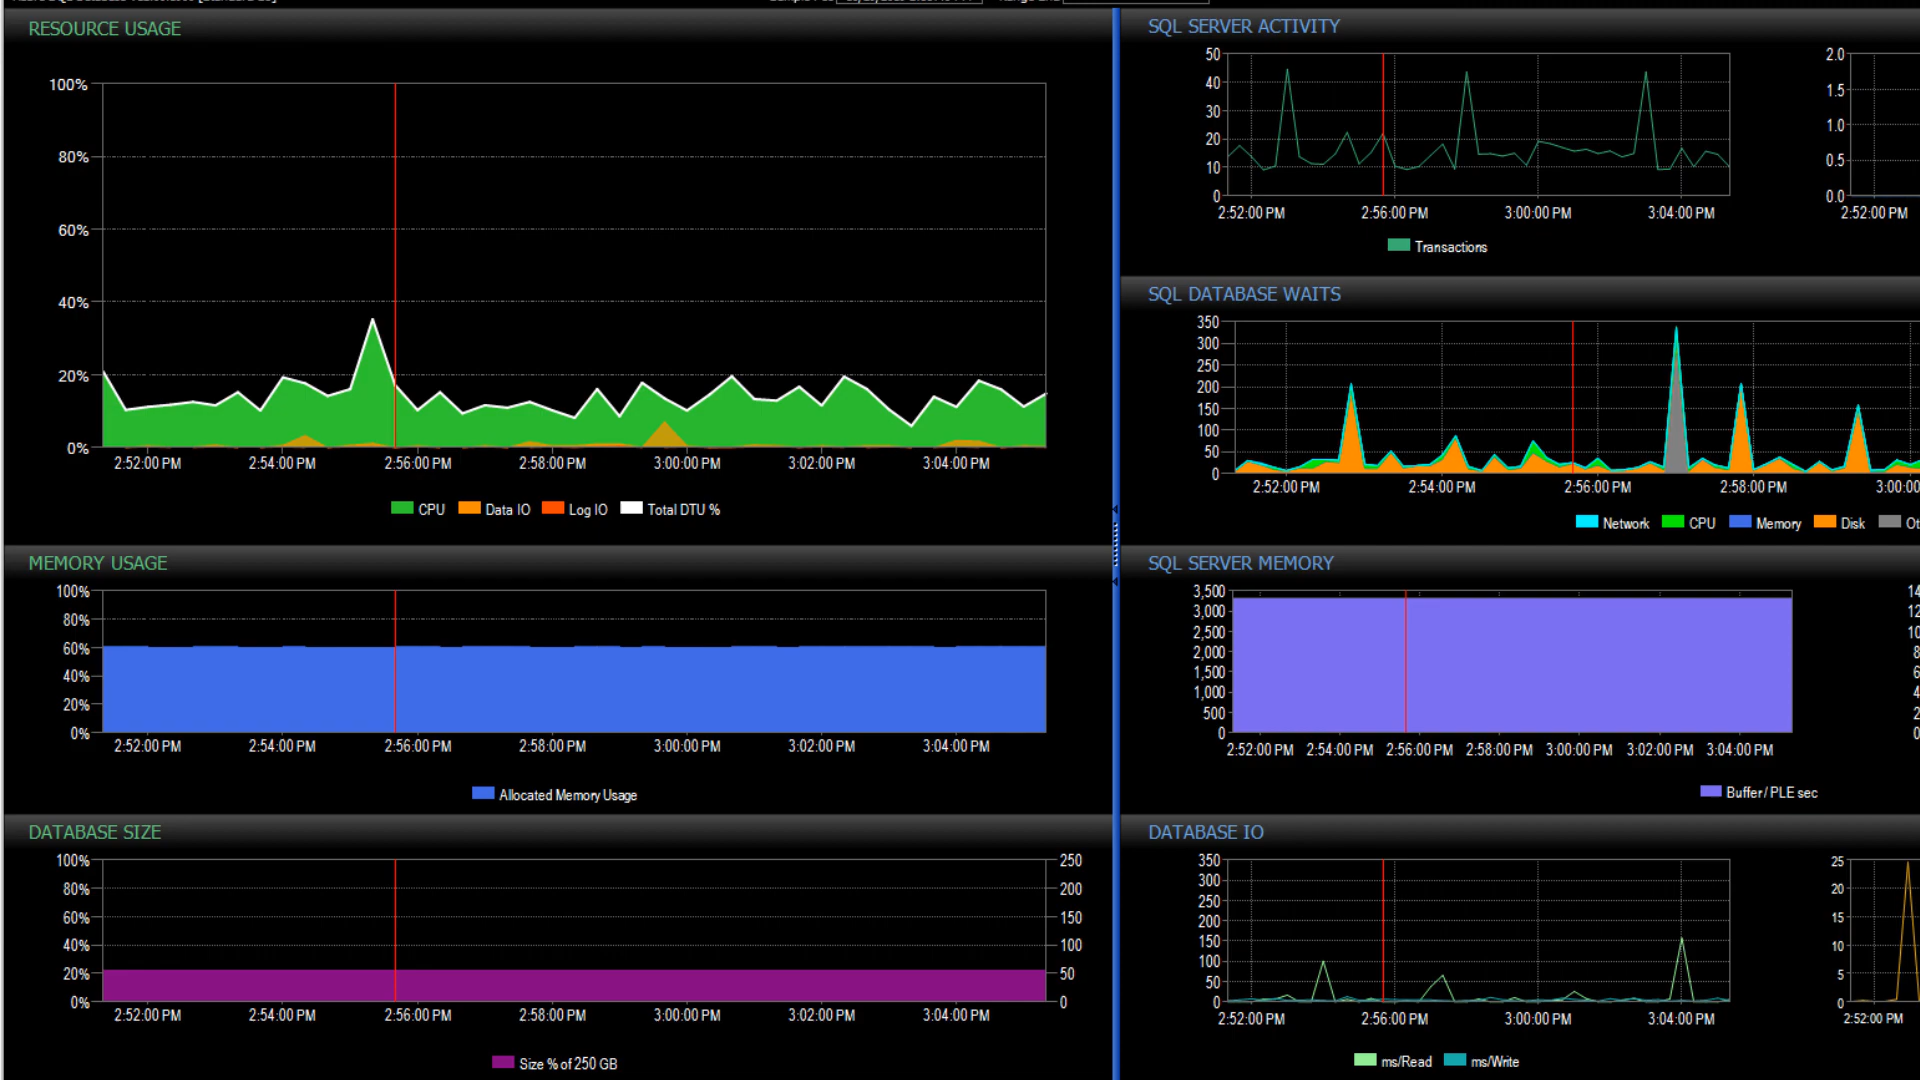 RESOURCE USAGE
100%
80%
60%
40%
20%
0%
2:52:00 PM 2:54:00 PM 2:56:00 PM 2:58:00 PM 3:00:00 PM 3:02:00 PM 3:04:00 PM
CPU Data IO Log IO Total DTU %
MEMORY USAGE
100%
80%
60%
40%
20%
0%
2:52:00 PM 2:54:00 PM 2:56:00 PM 2:58:00 PM 3:00:00 PM 3:02:00 PM 3:04:00 PM
Allocated Memory Usage
DATABASE SIZE
100% 250
80% 200
60% 150
40% 100
20% 50
0% 0
2:52:00 PM 2:54:00 PM 2:56:00 PM 2:58:00 PM 3:00:00 PM 3:02:00 PM 3:04:00 PM
Size % of 250 GB
SQL SERVER ACTIVITY
50 2.0
40 1.5
30 1.0
20 0.5
10
0 0.0
2:52:00 PM 2:56:00 PM 3:00:00 PM 3:04:00 PM 2:52:00 PM
Transactions
SQL DATABASE WAITS
350
300
250
200
150
100
50
0
2:52:00 PM 2:54:00 PM 2:56:00 PM 2:58:00 PM 3:00:00
Network CPU Memory Disk Ot
SQL SERVER MEMORY
3,500 14
3,000 12
2,500 10
2,000 8
1,500 6
1,000 4
500 2
0 0
2:52:00 PM 2:54:00 PM 2:56:00 PM 2:58:00 PM 3:00:00 PM 3:02:00 PM 3:04:00 PM
Buffer / PLE sec
DATABASE IO
350 25
300 20
250
200 15
150 10
100
50 5
0 0
2:52:00 PM 2:56:00 PM 3:00:00 PM 3:04:00 PM 2:52:00 PM
ms/Read ms/Write